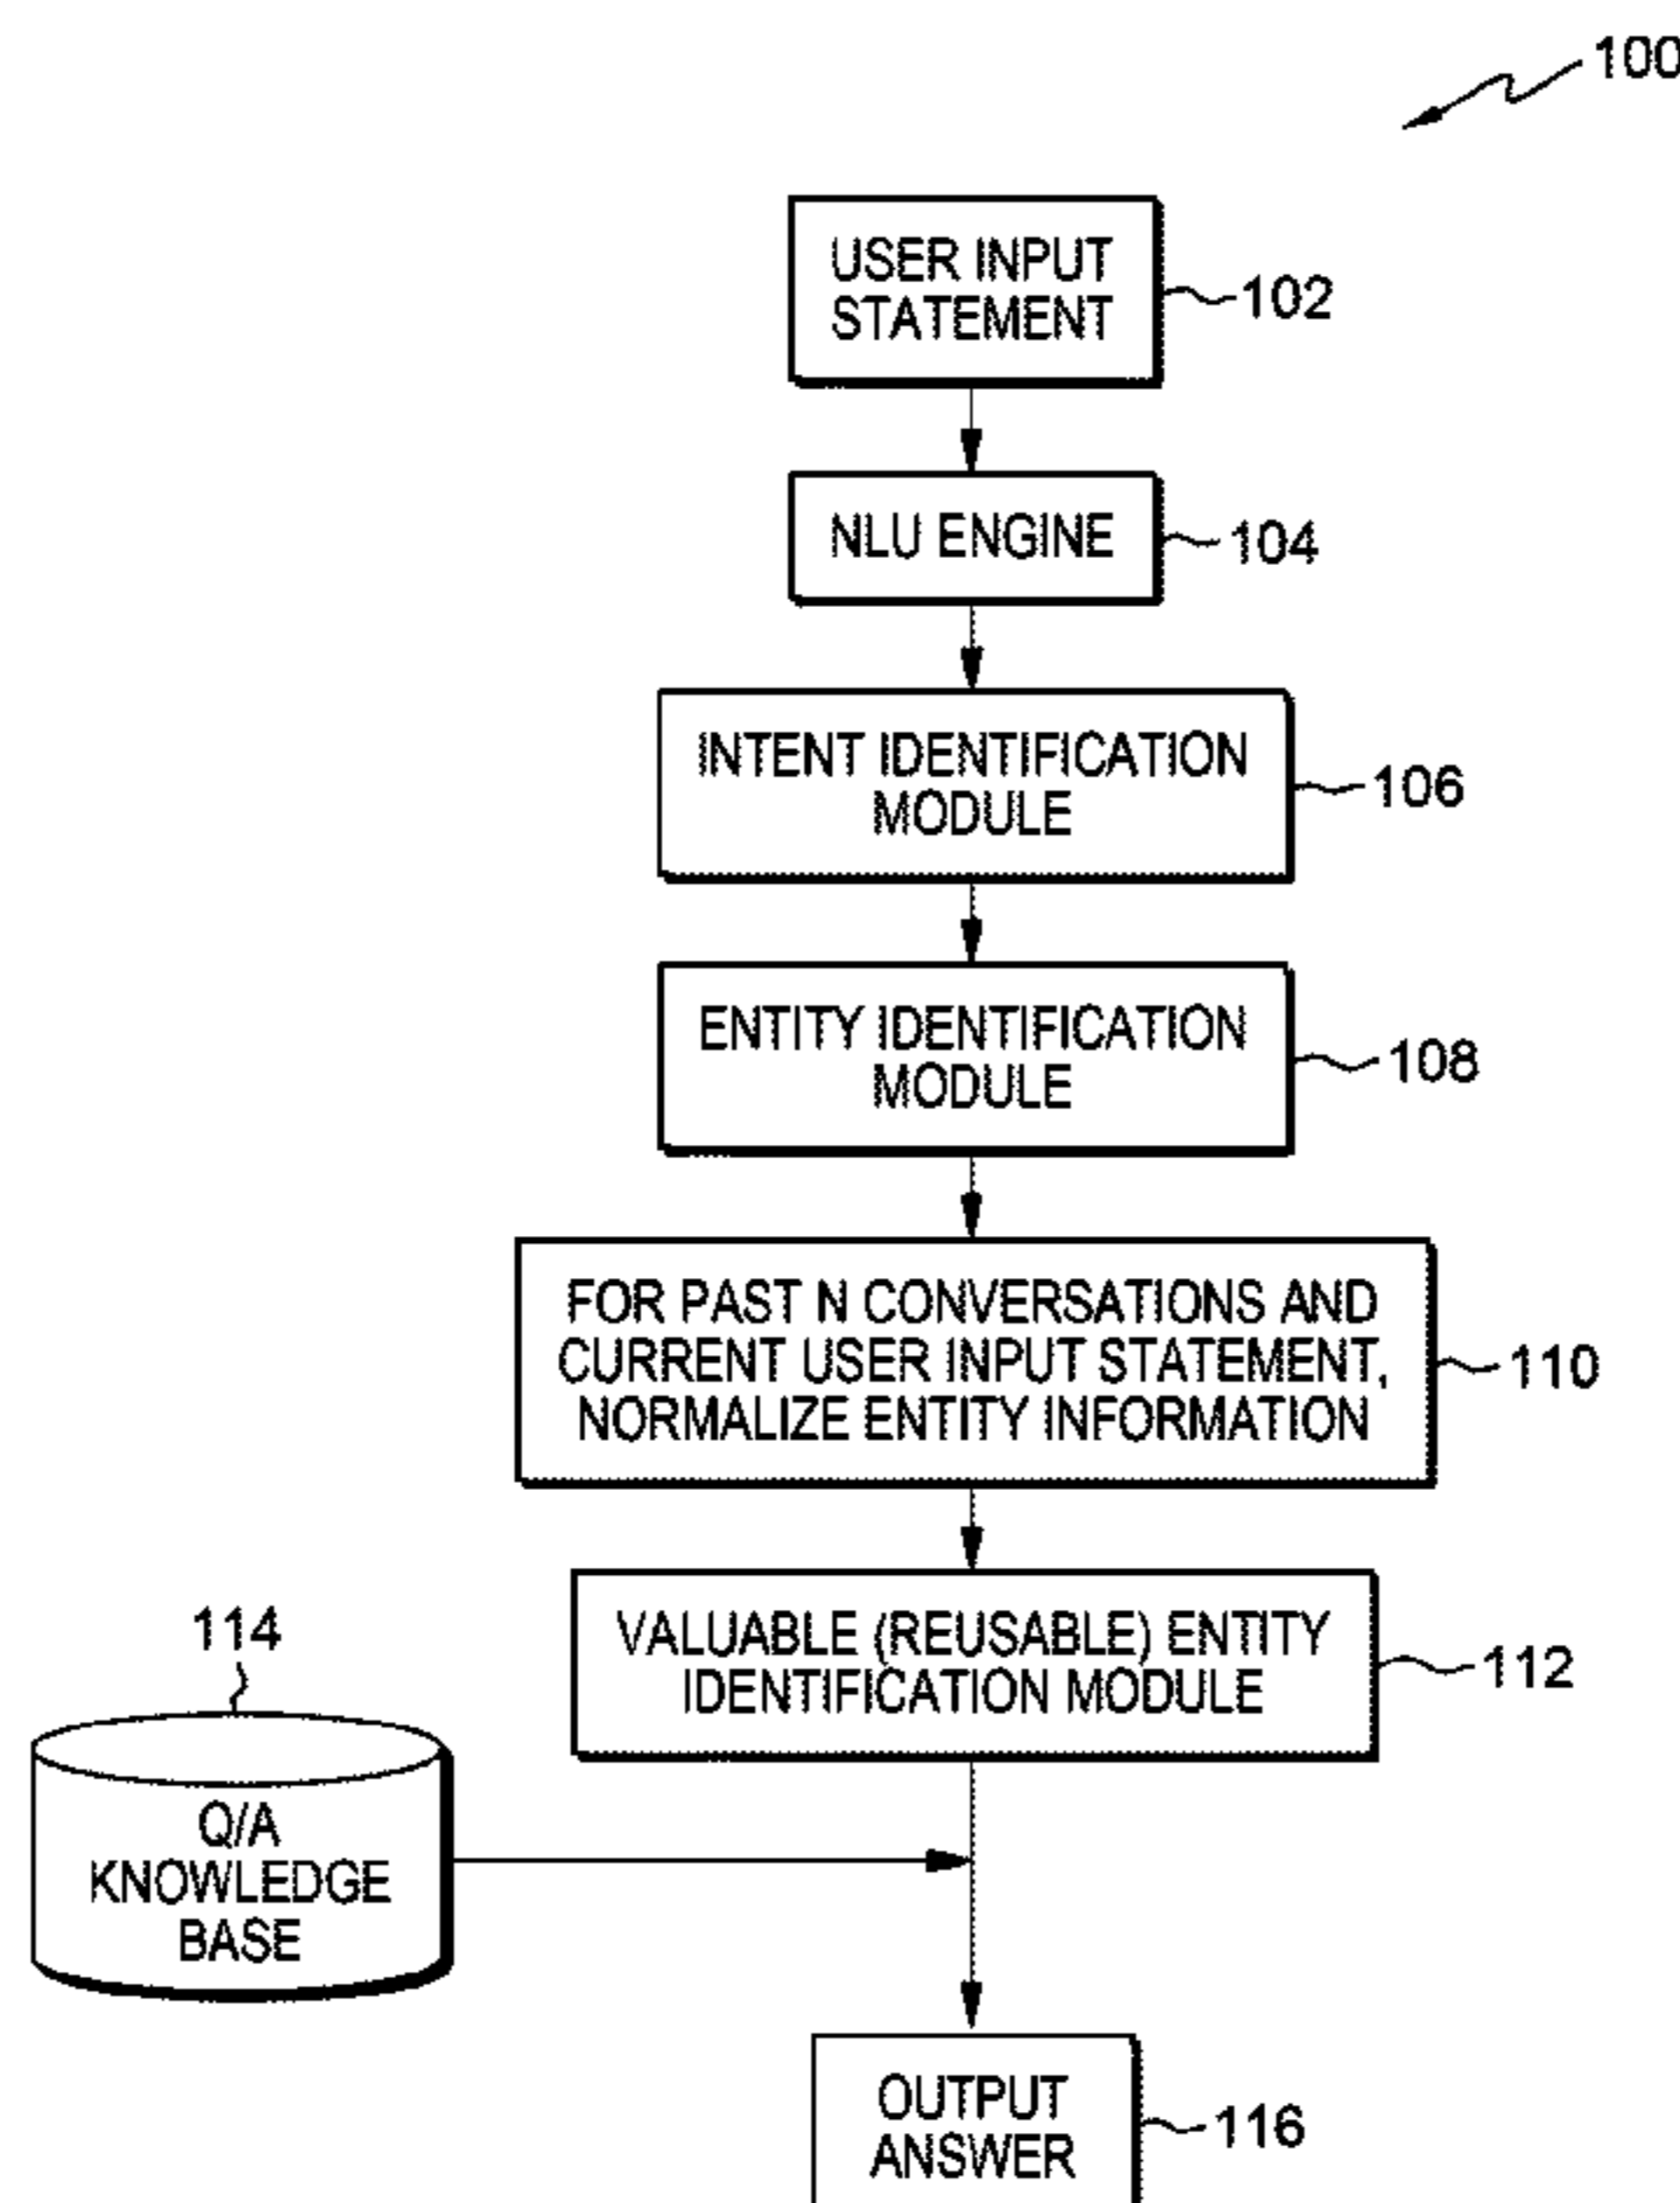 100
USER INPUT
STATEMENT
102
NLU ENGINE
104
INTENT IDENTIFICATION
MODULE
106
ENTITY IDENTIFICATION
MODULE
108
FOR PAST N CONVERSATIONS AND
CURRENT USER INPUT STATEMENT,
NORMALIZE ENTITY INFORMATION
110
VALUABLE (REUSABLE) ENTITY
IDENTIFICATION MODULE
112
114
Q/A
KNOWLEDGE
BASE
OUTPUT
ANSWER
116